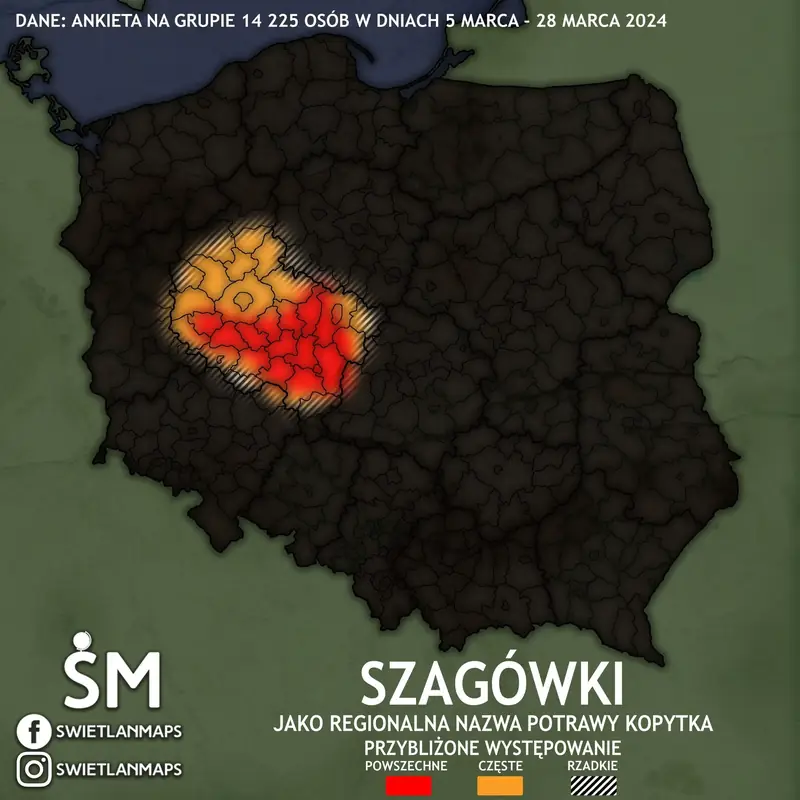 DANE: ANKIETA NA GRUPIE 14 225 OSÓB W DNIACH 5 MARCA - 28 MARCA 2024
ŚM
SWIETLANMAPS
SWIETLANMAPS
SZAGÓWKI
JAKO REGIONALNA NAZWA POTRAWY KOPYTKA
PRZYBLIŻONE WYSTĘPOWANIE
POWSZECHNE CZĘSTE RZADKIE